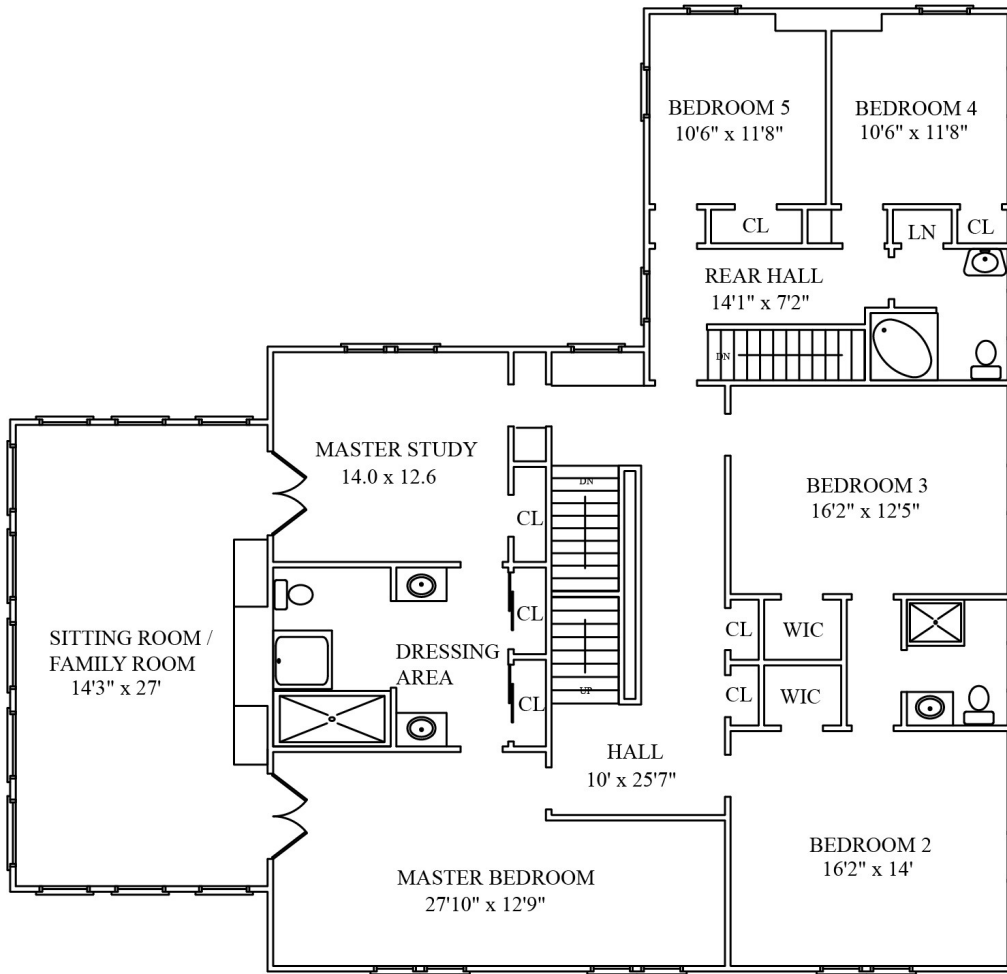 BEDROOM 5
10'6" x 11'8"
BEDROOM 4
10'6" x 11'8"
CL
LN
CL
REAR HALL
14'1" x 7'2"
DN
MASTER STUDY
14.0 x 12.6
DN
CL
BEDROOM 3
16'2" x 12'5"
SITTING ROOM /
FAMILY ROOM
14'3" x 27'
DRESSING
AREA
CL
CL
UP
CL
WIC
CL
WIC
HALL
10' x 25'7"
MASTER BEDROOM
27'10" x 12'9"
BEDROOM 2
16'2" x 14'